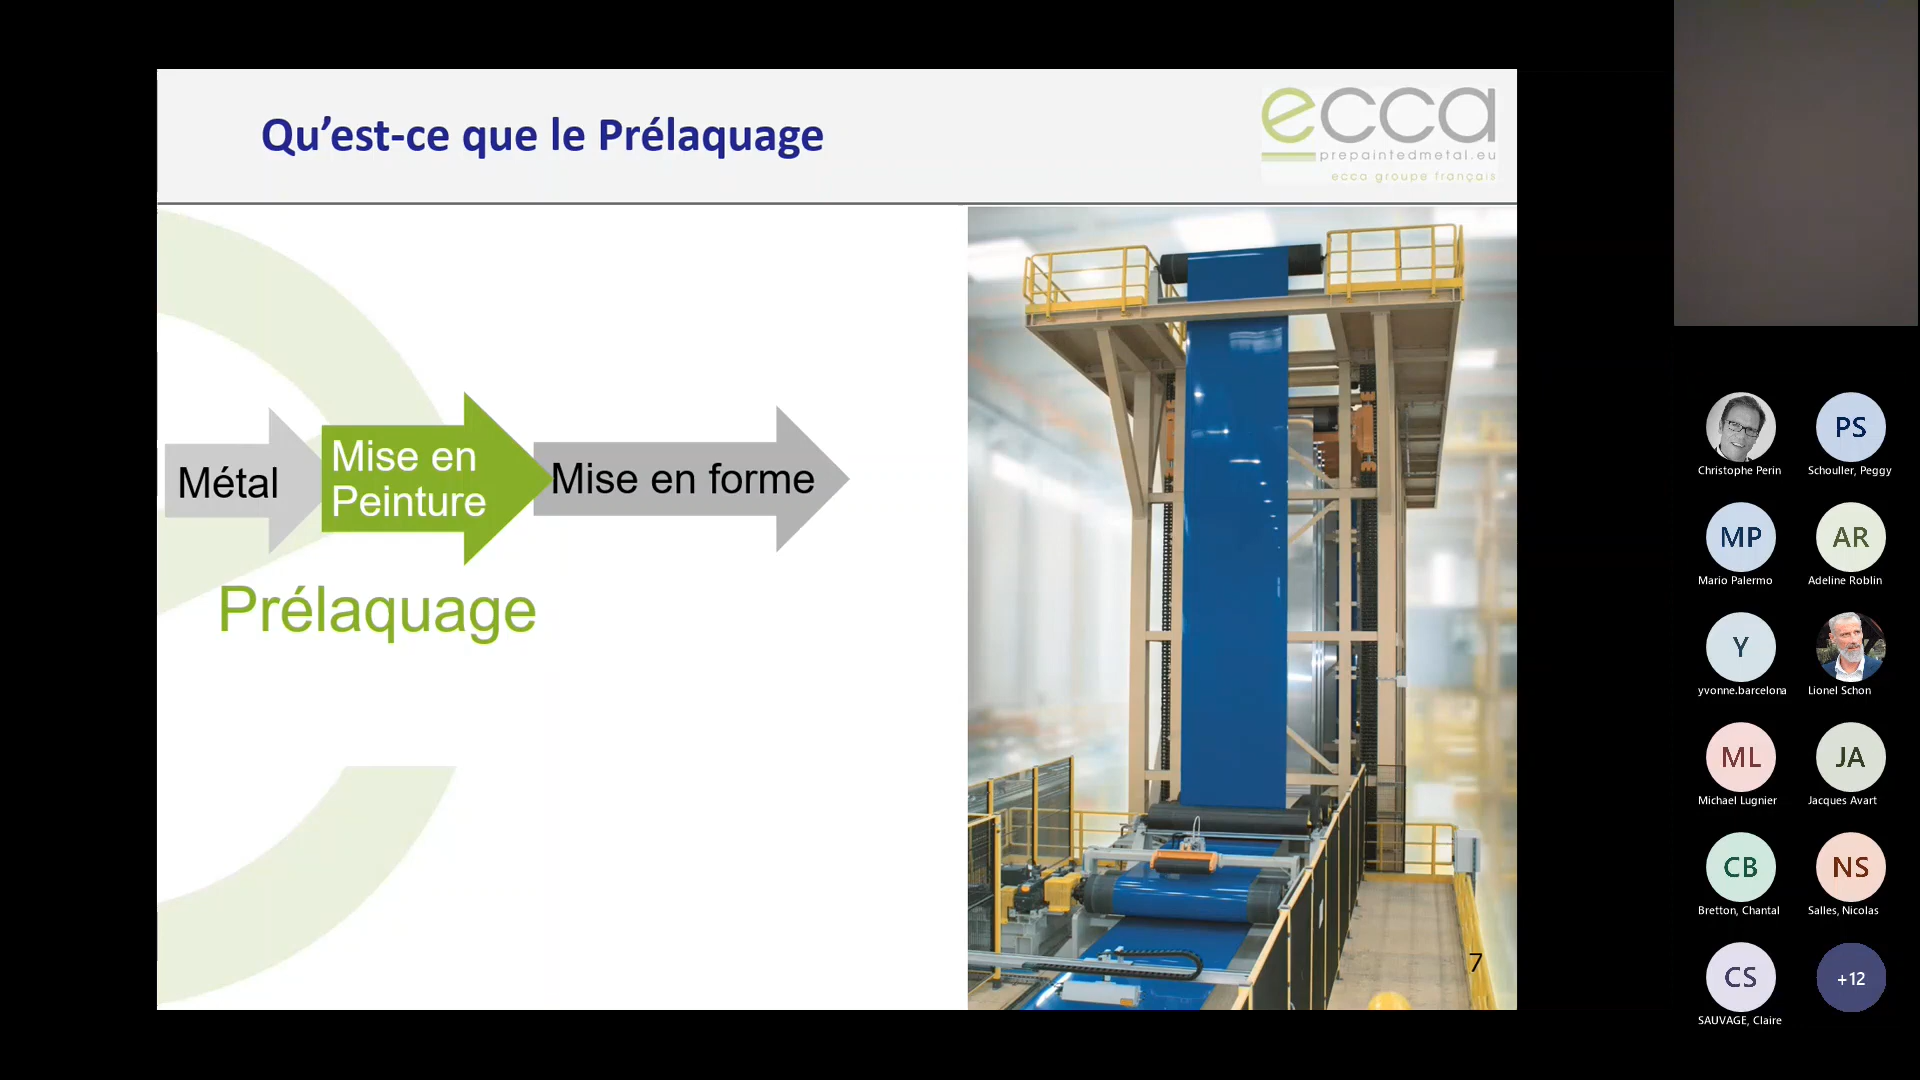 Qu’est-ce que le Prélaquage
ecca
prepaintedmetal.eu
ecca groupe français
Métal
Mise en
Peinture
Mise en forme
Prélaquage
7
Christophe Perin
PS
Schouller, Peggy
MP
Mario Palermo
AR
Adeline Roblin
Y
yvonne.barcelona
Lionel Schon
ML
Michael Lugnier
JA
Jacques Avart
CB
Bretton, Chantal
NS
Salles, Nicolas
CS
SAUVAGE, Claire
+12